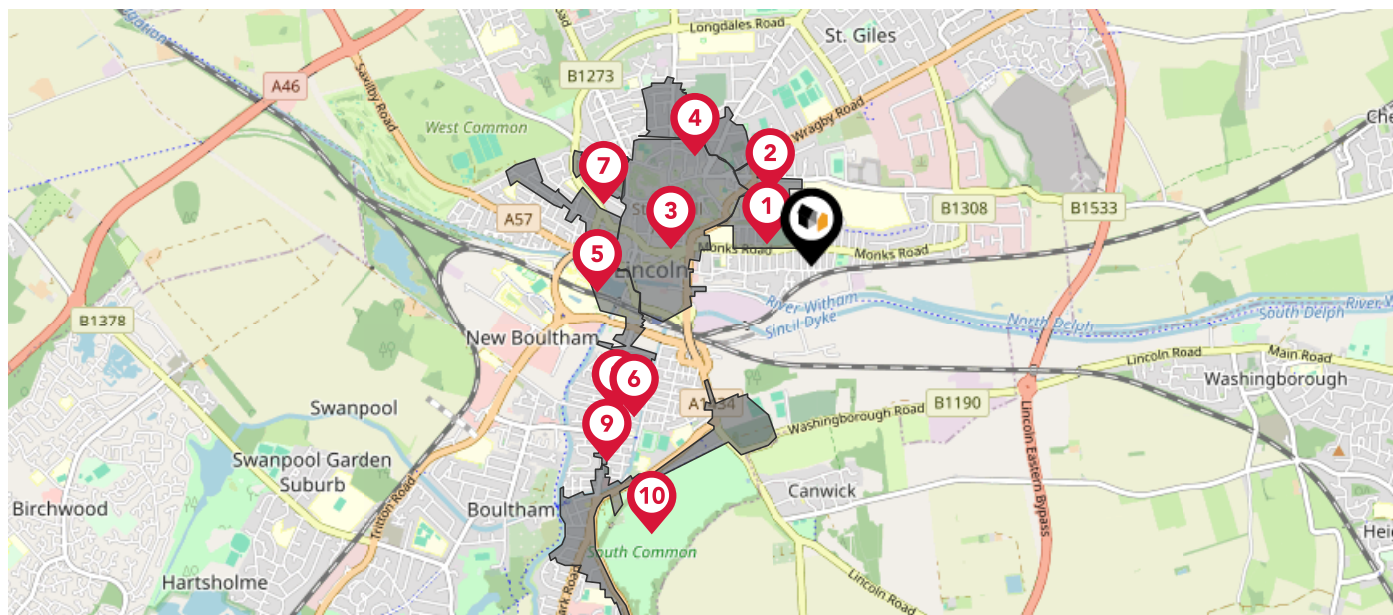 Longdales Road
St. Giles
B1273
A46
Saxilby Road
West Common
Wragby Road
4
2
7
3
1
A57
B1308
B1533
Monks Road
Monks Road
5
Lincoln
B1378
River Witham
Sincil Dyke
North Delph
South Delph
New Boultham
Lincoln Road
Main Road
Washingborough
6
Swanpool
B1190
Washingborough Road
9
Swanpool Garden
Suburb
10
Canwick
Birchwood
Boultham
Tritton Road
Lincoln Eastern Bypass
South Common
Hartsholme
Lincoln Road